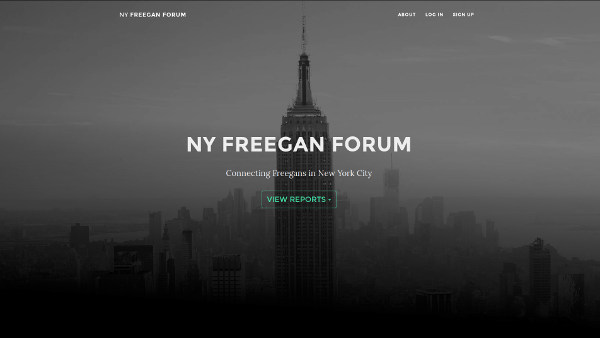 NY FREEGAN FORUM
ABOUT LOG IN SIGN UP
NY FREEGAN FORUM
Connecting Freegans in New York City
VIEW REPORTS -